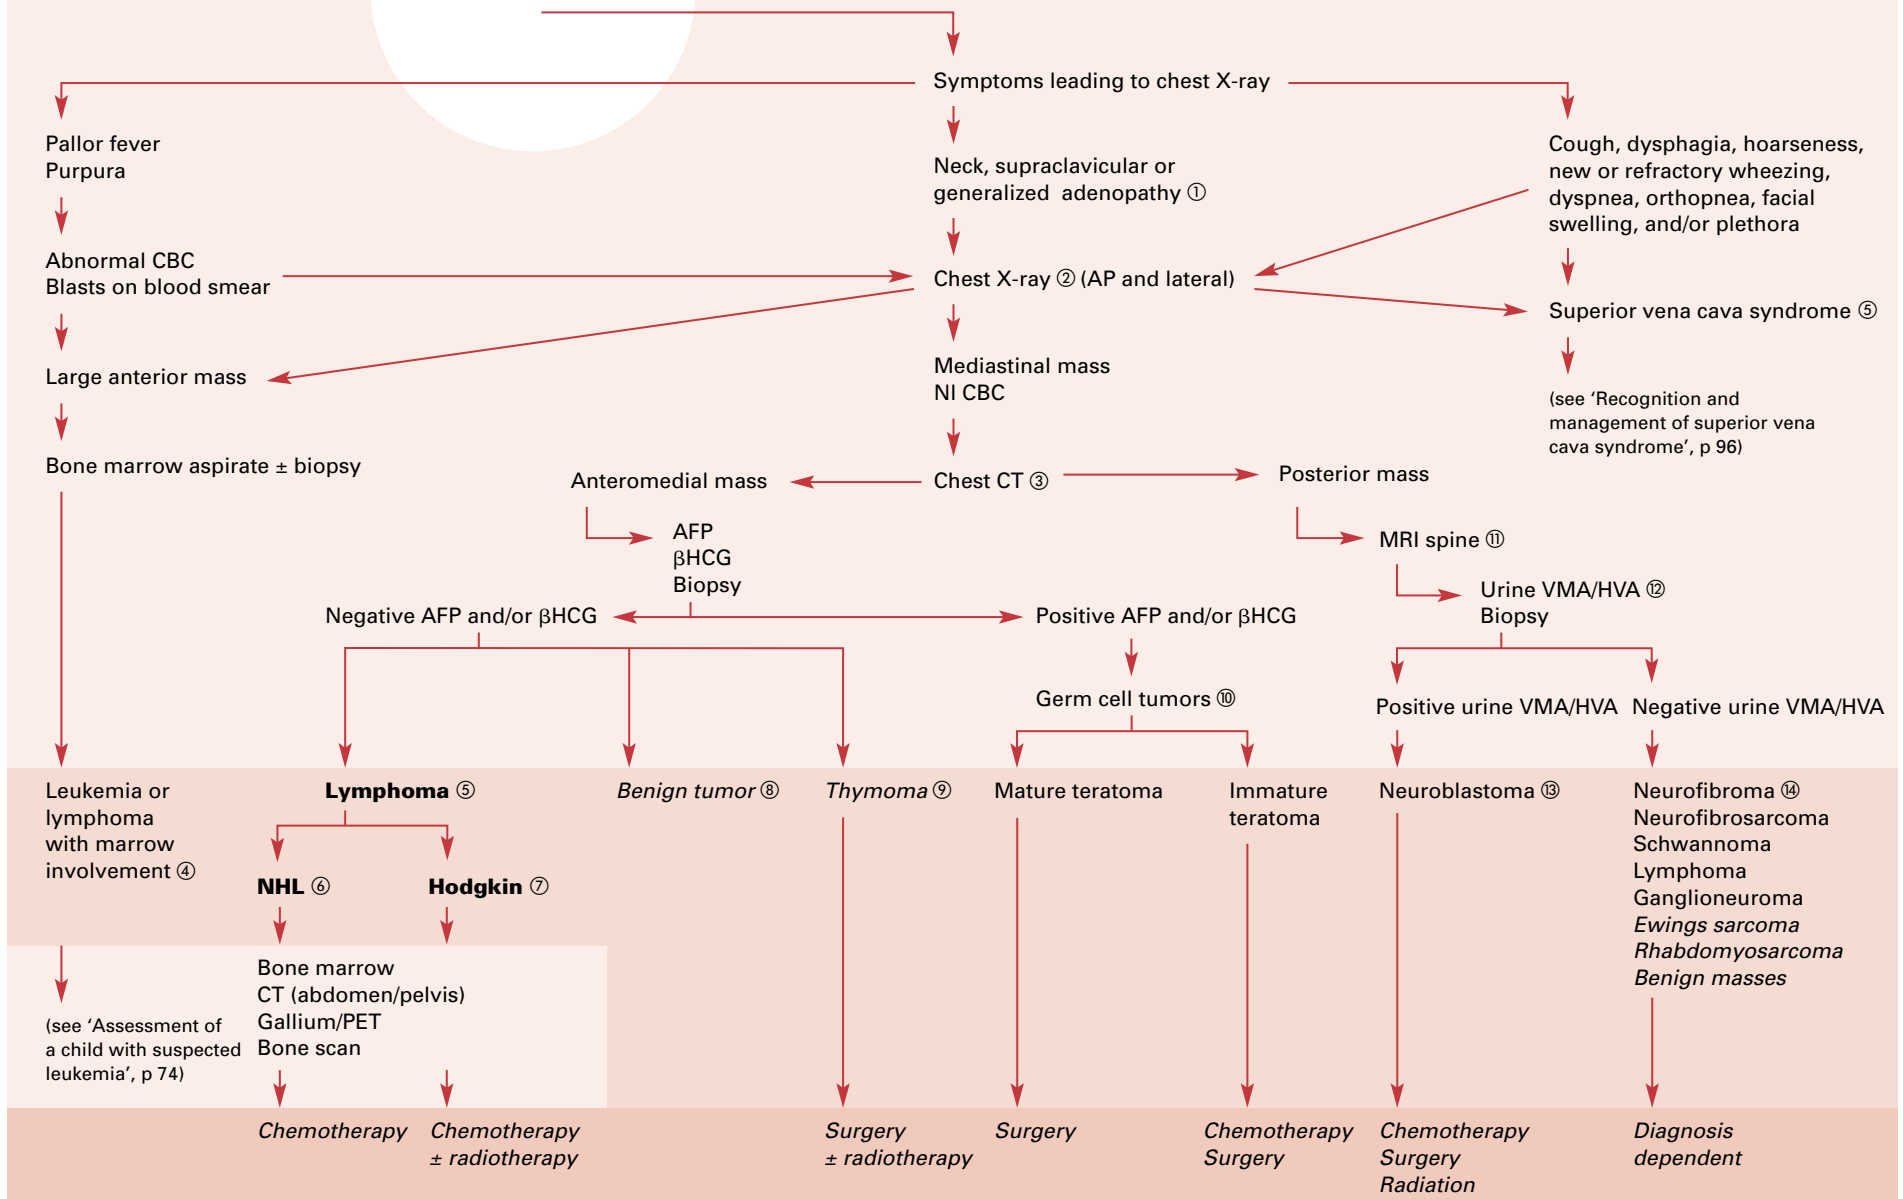 Symptoms leading to chest X-ray
Pallor fever
Purpura
Neck, supraclavicular or
generalized adenopathy ①
Cough, dysphagia, hoarseness,
new or refractory wheezing,
dyspnea, orthopnea, facial
swelling, and/or plethora
Abnormal CBC
Blasts on blood smear
Chest X-ray ② (AP and lateral)
Superior vena cava syndrome ⑤
Large anterior mass
Mediastinal mass
Nl CBC
(see ‘Recognition and
management of superior vena
cava syndrome’, p 96)
Bone marrow aspirate ± biopsy
Anteromedial mass
Chest CT ③
Posterior mass
AFP
βHCG
Biopsy
MRI spine ⑪
Urine VMA/HVA ⑫
Biopsy
Negative AFP and/or βHCG
Positive AFP and/or βHCG
Germ cell tumors ⑩
Positive urine VMA/HVA
Negative urine VMA/HVA
Leukemia or
lymphoma
with marrow
involvement ④
Lymphoma ⑤
Benign tumor ⑧
Thymoma ⑨
Mature teratoma
Immature
teratoma
Neuroblastoma ⑬
Neurofibroma ⑭
Neurofibrosarcoma
Schwannoma
Lymphoma
Ganglioneuroma
Ewings sarcoma
Rhabdomyosarcoma
Benign masses
NHL ⑥
Hodgkin ⑦
(see ‘Assessment of
a child with suspected
leukemia’, p 74)
Bone marrow
CT (abdomen/pelvis)
Gallium/PET
Bone scan
Chemotherapy
Chemotherapy
± radiotherapy
Surgery
± radiotherapy
Surgery
Chemotherapy
Surgery
Chemotherapy
Surgery
Radiation
Diagnosis
dependent